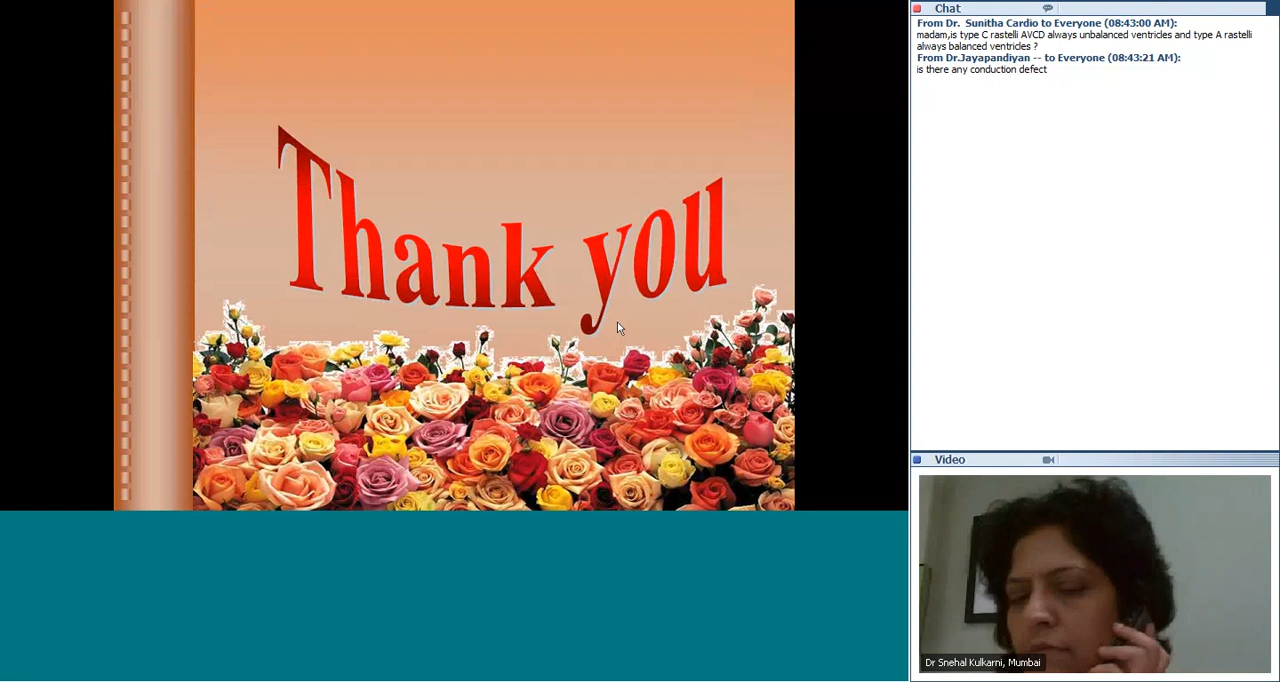 Thank you
Chat
From Dr.  Sunitha Cardio to Everyone (08:43:00 AM):
madam,is type C rastelli AVCD always unbalanced ventricles and type A rastelli
always balanced ventricles ?
From Dr.Jayapandiyan -- to Everyone (08:43:21 AM):
is there any conduction defect
Video
Dr Snehal Kulkarni, Mumbai